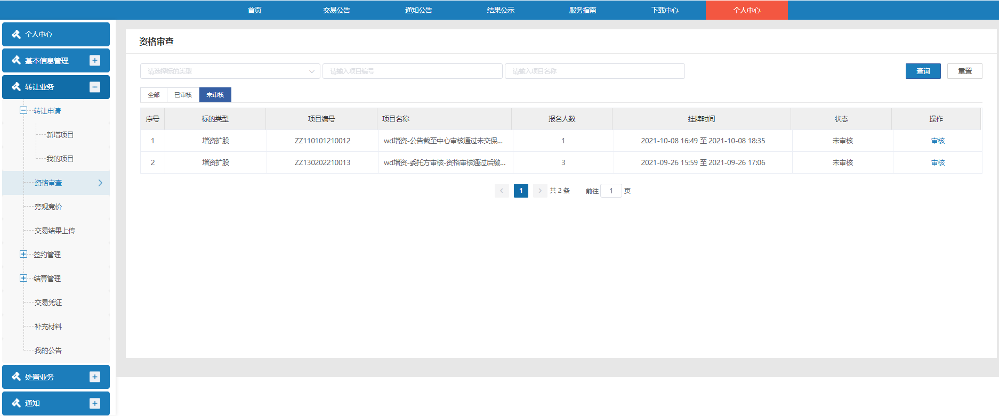 首页 交易公告 通知公告 结果公示 服务指南 下载中心 个人中心
个人中心
基本信息管理
转让业务
转让申请
新增项目
我的项目
资格审查
旁观竞价
交易结果上传
签约管理
结算管理
交易凭证
补充材料
我的公告
处置业务
通知
资格审查
请选择标的类型 请输入项目编号 请输入项目名称 查询 重置
全部 已审核 未审核
序号 标的类型 项目编号 项目名称 报名人数 挂牌时间 状态 操作
1 增资扩股 ZZ110101210012 wd增资-公告截至中心审核通过未交保... 1 2021-10-08 16:49 至 2021-10-08 18:35 未审核 审核
2 增资扩股 ZZ130202210013 wd增资-委托方审核-资格审核通过后缴... 3 2021-09-26 15:59 至 2021-09-26 17:06 未审核 审核
1 共 2 条 前往 1 页